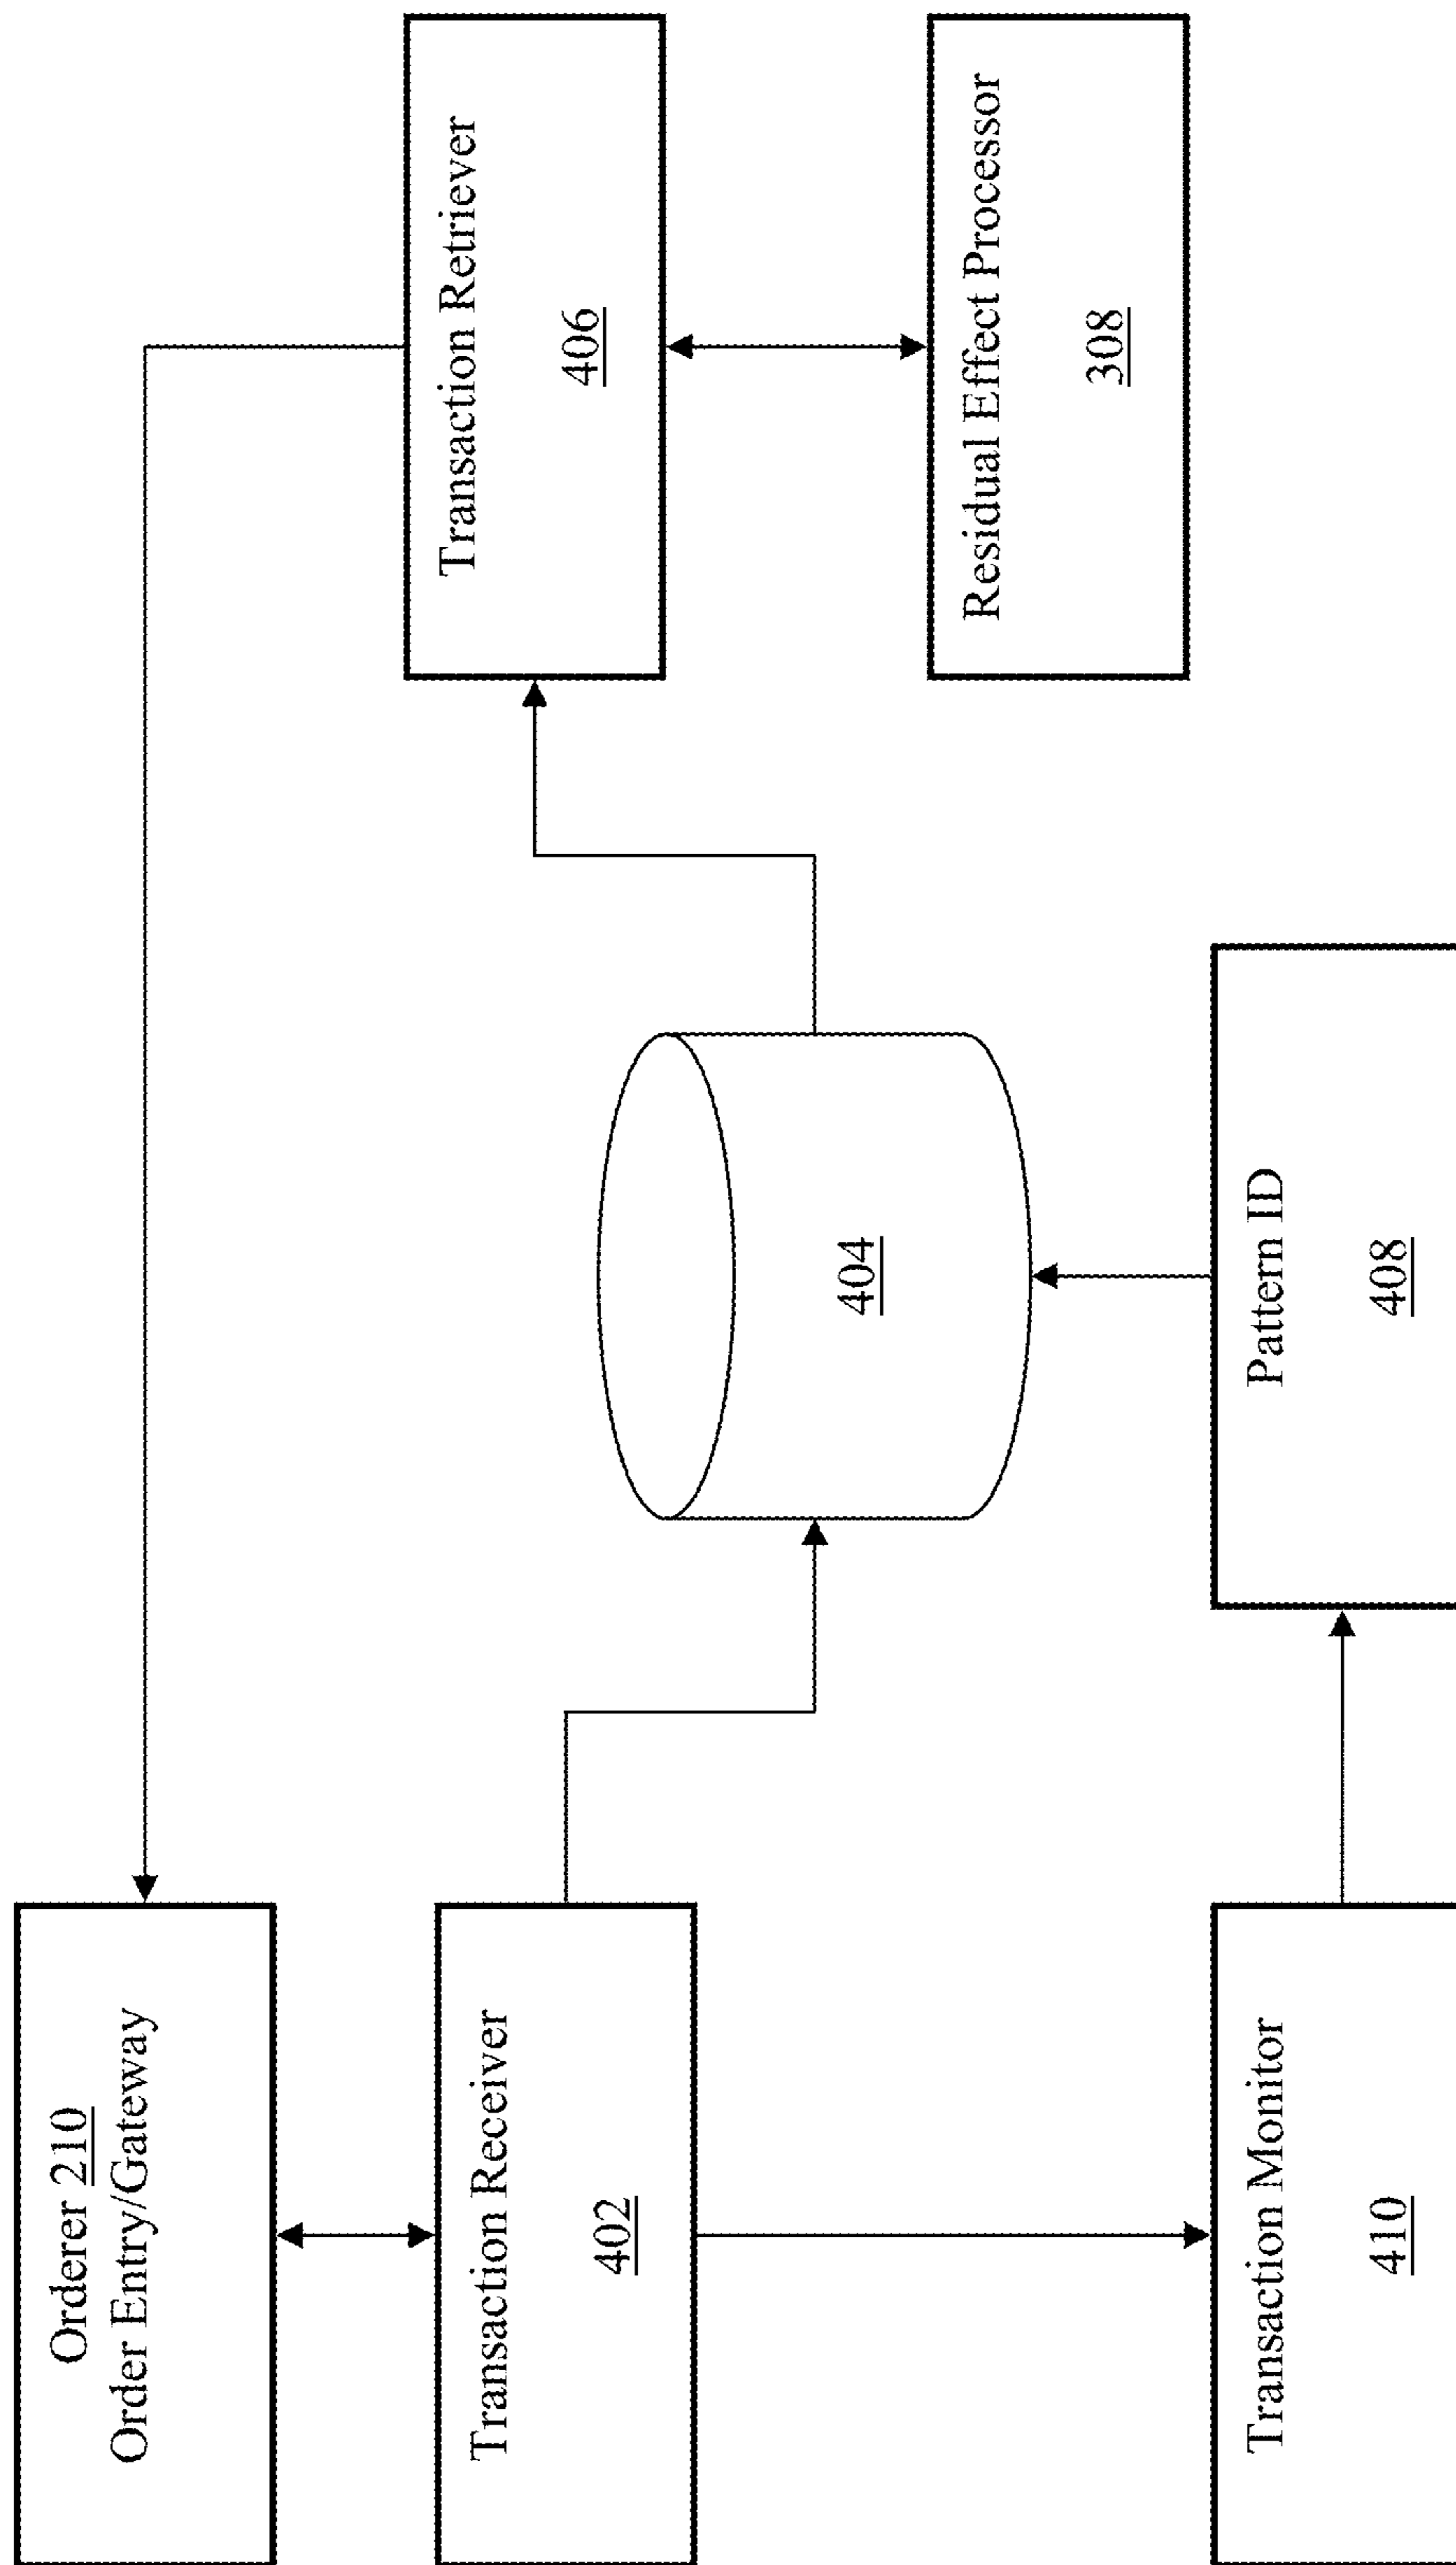 Orderer 210
Order Entry/Gateway
Transaction Receiver
402
Transaction Monitor
410
404
Pattern ID
408
Transaction Retriever
406
Residual Effect Processor
308